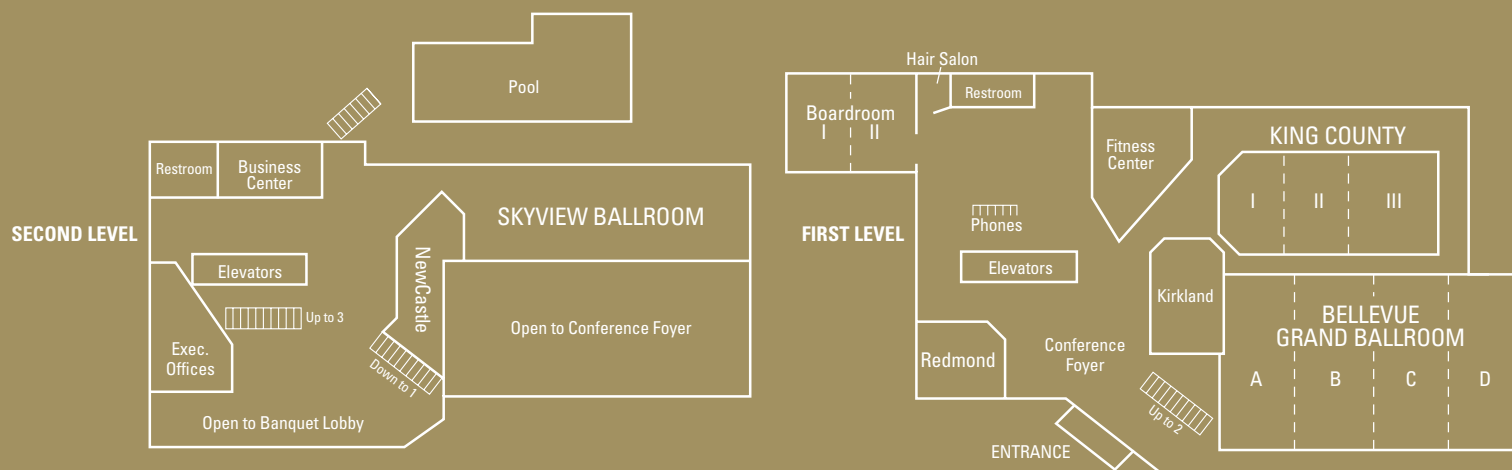 Pool
Restroom
Business
Center
SECOND LEVEL
SKYVIEW BALLROOM
NewCastle
Elevators
Up to 3
Open to Conference Foyer
Exec.
Offices
Down to 1
Open to Banquet Lobby
Hair Salon
Restroom
Boardroom
I II
Fitness
Center
KING COUNTY
I II III
FIRST LEVEL
Phones
Elevators
Kirkland
BELLEVUE
GRAND BALLROOM
Redmond
Conference
Foyer
A B C D
Up to 2
ENTRANCE